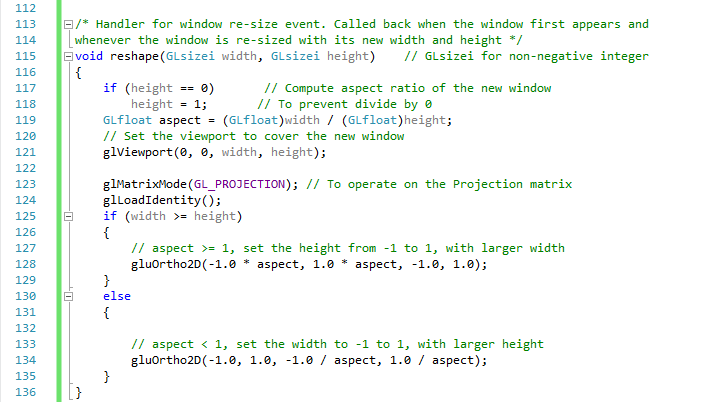 112
113 /* Handler for window re-size event. Called back when the window first appears and
114 whenever the window is re-sized with its new width and height */
115 void reshape(GLsizei width, GLsizei height)    // GLsizei for non-negative integer
116 {
117     if (height == 0)       // Compute aspect ratio of the new window
118         height = 1;       // To prevent divide by 0
119     GLfloat aspect = (GLfloat)width / (GLfloat)height;
120     // Set the viewport to cover the new window
121     glViewport(0, 0, width, height);
122
123     glMatrixMode(GL_PROJECTION); // To operate on the Projection matrix
124     glLoadIdentity();
125     if (width >= height)
126     {
127         // aspect >= 1, set the height from -1 to 1, with larger width
128         gluOrtho2D(-1.0 * aspect, 1.0 * aspect, -1.0, 1.0);
129     }
130     else
131     {
132
133         // aspect < 1, set the width to -1 to 1, with larger height
134         gluOrtho2D(-1.0, 1.0, -1.0 / aspect, 1.0 / aspect);
135     }
136 }